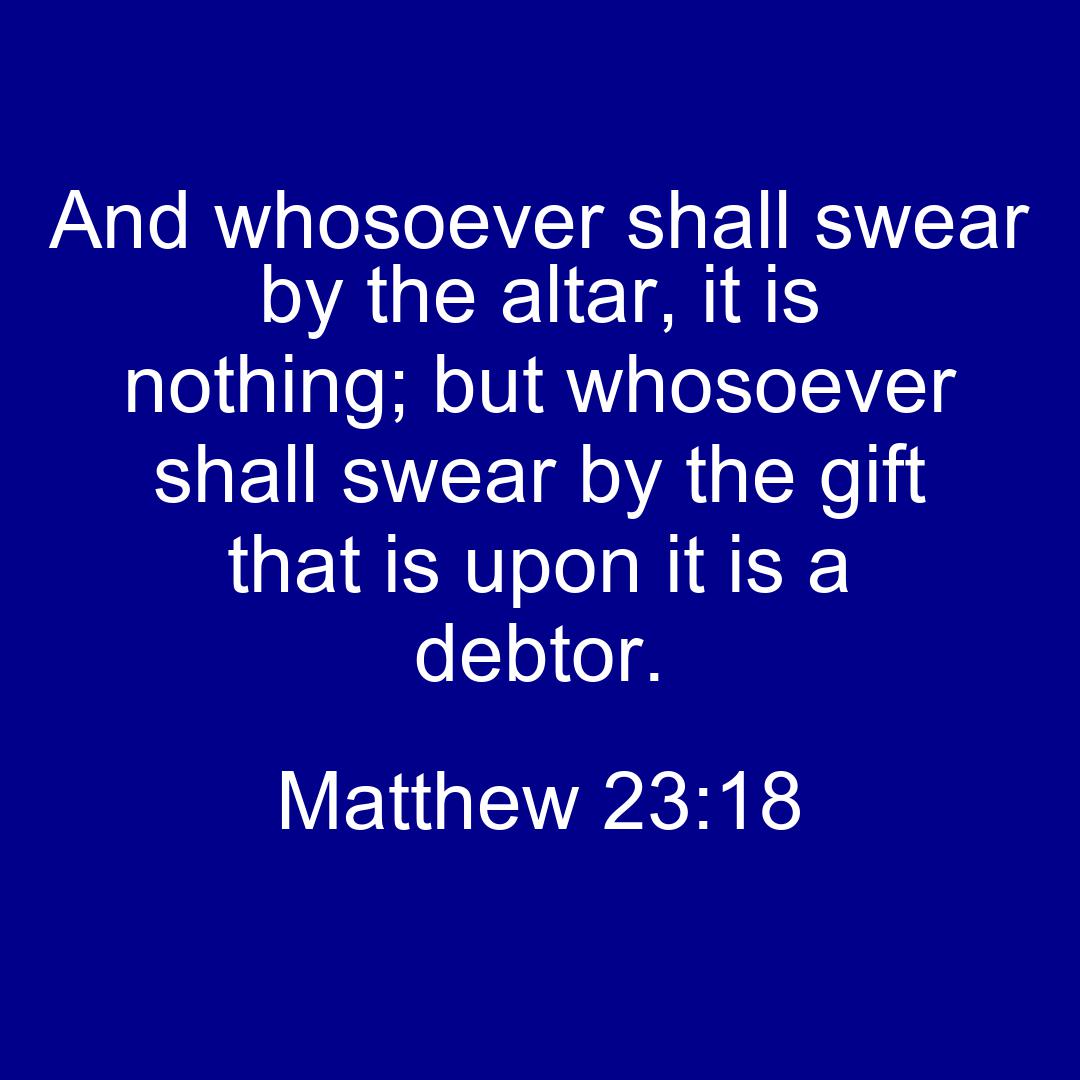 And whosoever shall swear
by the altar, it is
nothing; but whosoever
shall swear by the gift
that is upon it is a
debtor.
Matthew 23:18